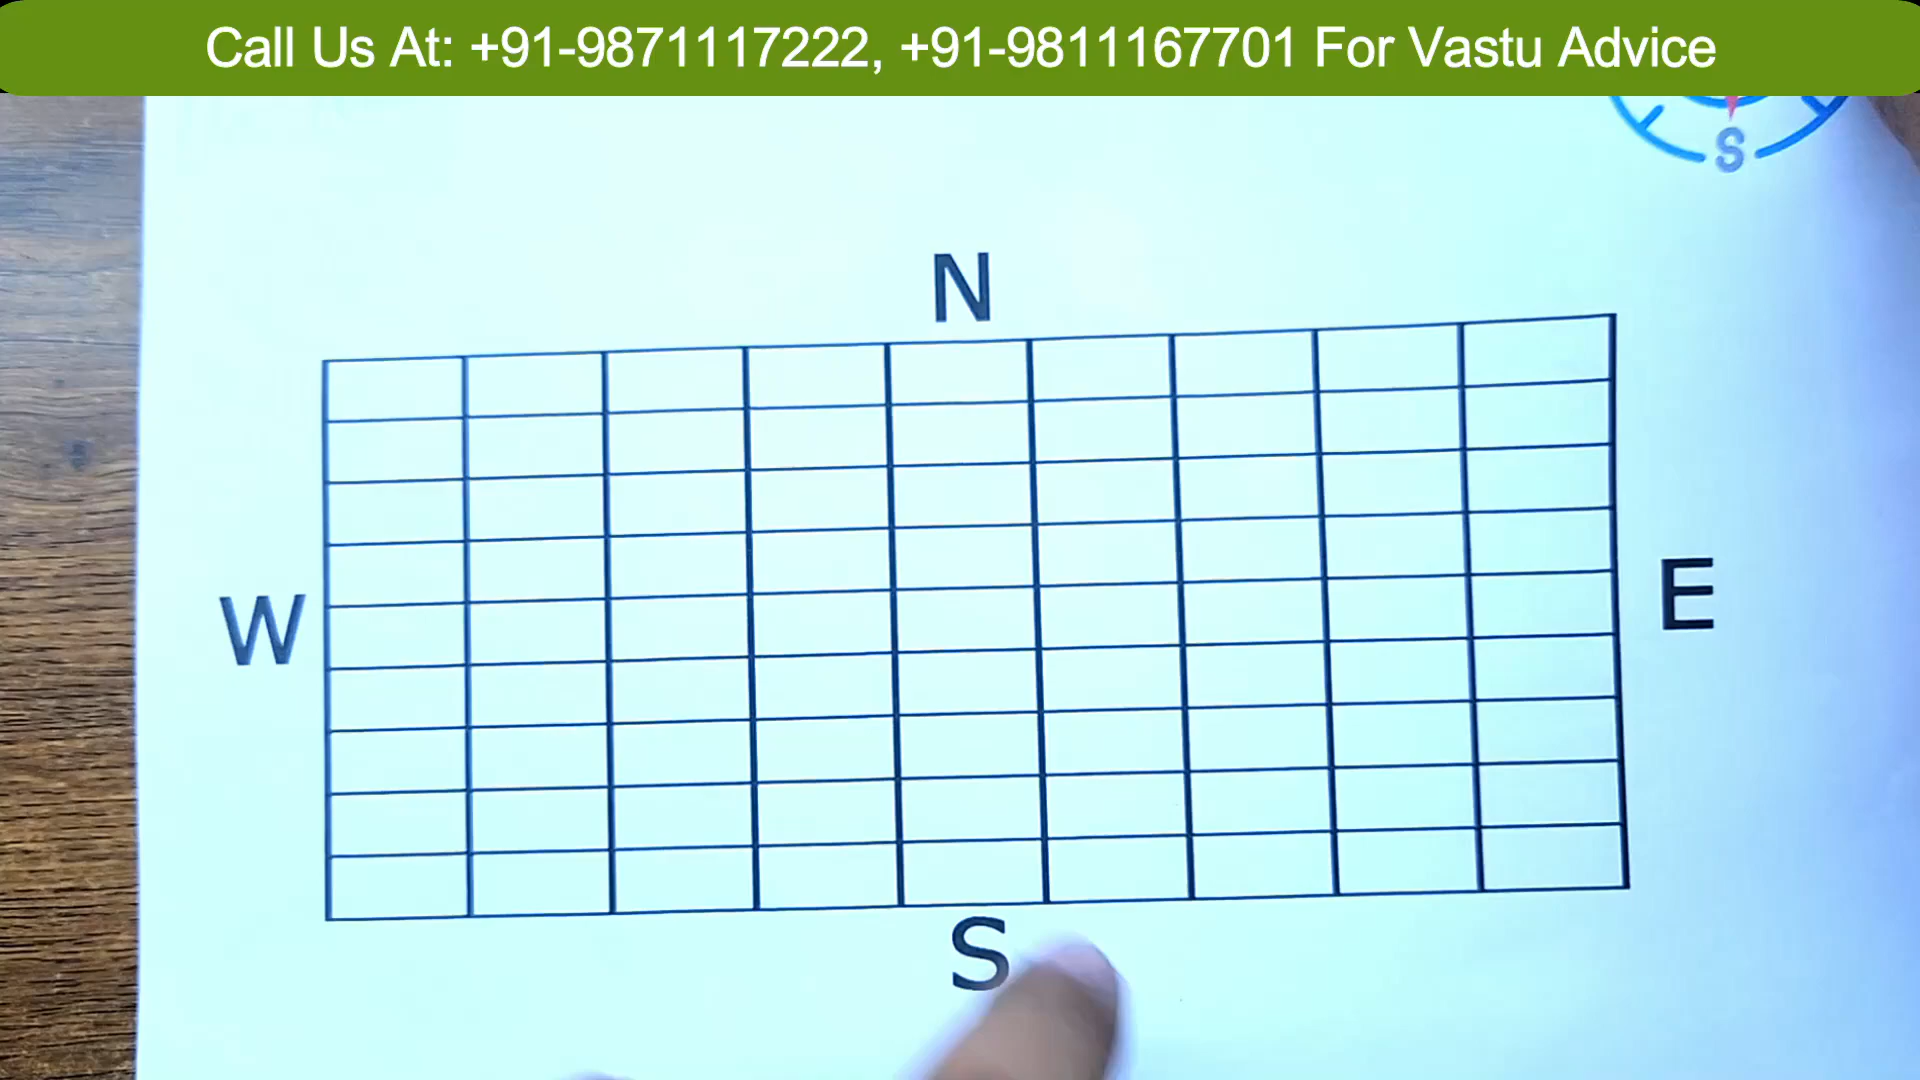 Call Us At: +91-9871117222, +91-9811167701 For Vastu Advice
S
N
W
E
S